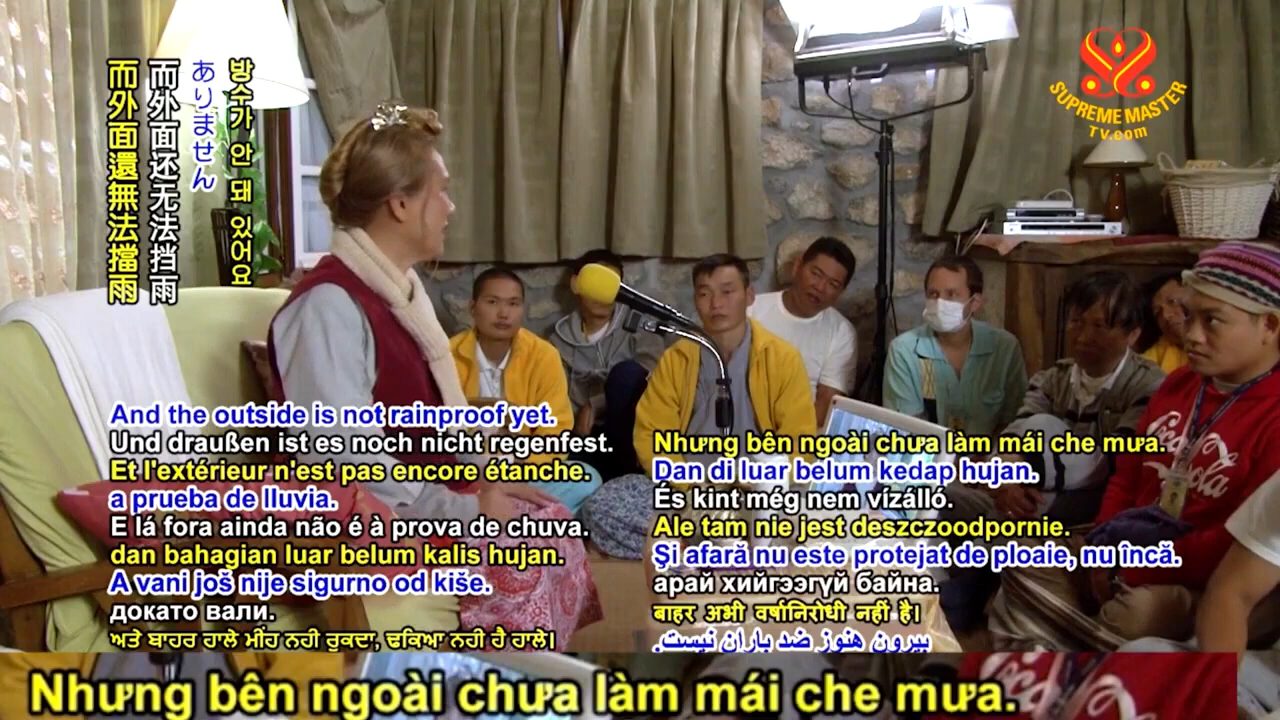 SUPREME MASTER
TV.com
방수가 안 돼 있어요
ありません
而外面还无法挡雨
而外面還無法擋雨
And the outside is not rainproof yet.
Und draußen ist es noch nicht regenfest.
Et l'extérieur n'est pas encore étanche.
a prueba de lluvia.
E lá fora ainda não é à prova de chuva.
dan bahagian luar belum kalis hujan.
A vani još nije sigurno od kiše.
докато вали.
ਅਤੇ ਬਾਹਰ ਹਾਲੇ ਮੀਂਹ ਨਹੀ ਰੁਕਦਾ, ਢਕਿਆ ਨਹੀ ਹੈ ਹਾਲੇ।
Nhưng bên ngoài chưa làm mái che mưa.
Dan di luar belum kedap hujan.
És kint még nem vízálló.
Ale tam nie jest deszczoodpornie.
Şi afară nu este protejat de ploaie, nu încă.
арай хийгээгүй байна.
बाहर अभी वर्षानिरोधी नहीं है।
بیرون هنوز ضد باران نیست.
Coca Cola
Nhưng bên ngoài chưa làm mái che mưa.